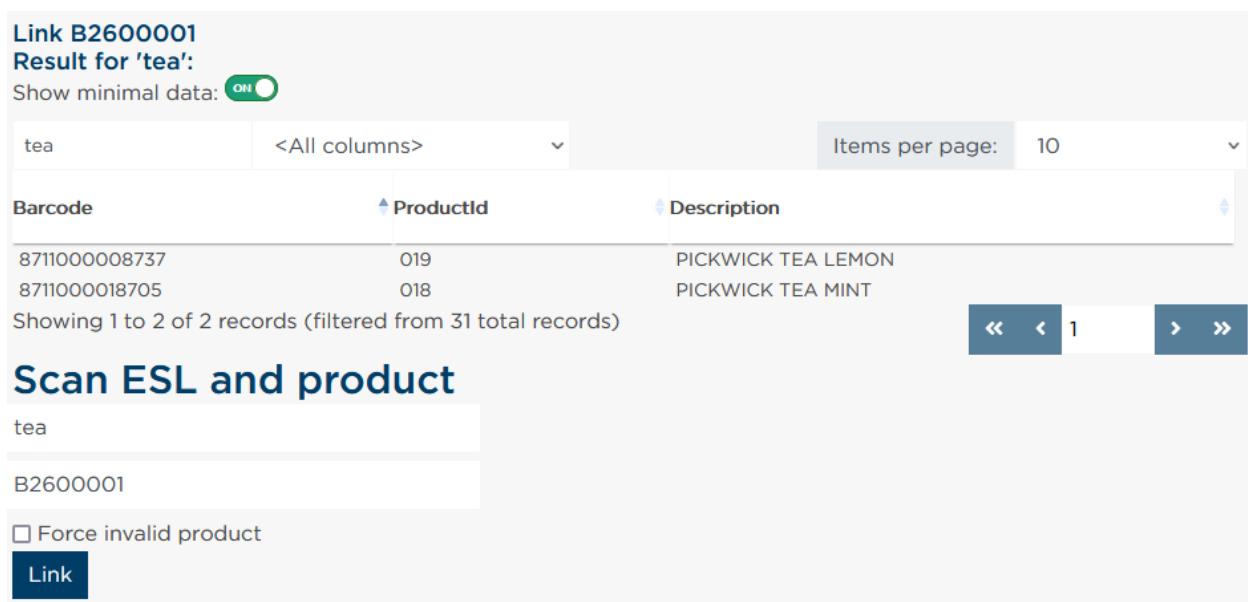 Link B2600001
Result for 'tea':
Show minimal data: ON
tea <All columns> Items per page: 10
Barcode ProductId Description
8711000008737 019 PICKWICK TEA LEMON
8711000018705 018 PICKWICK TEA MINT
Showing 1 to 2 of 2 records (filtered from 31 total records)
« ‹ 1 › »
Scan ESL and product
tea
B2600001
Force invalid product
Link